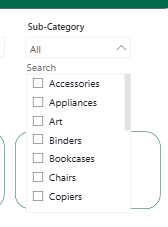 Sub-Category
All
Search
Accessories
Appliances
Art
Binders
Bookcases
Chairs
Copiers